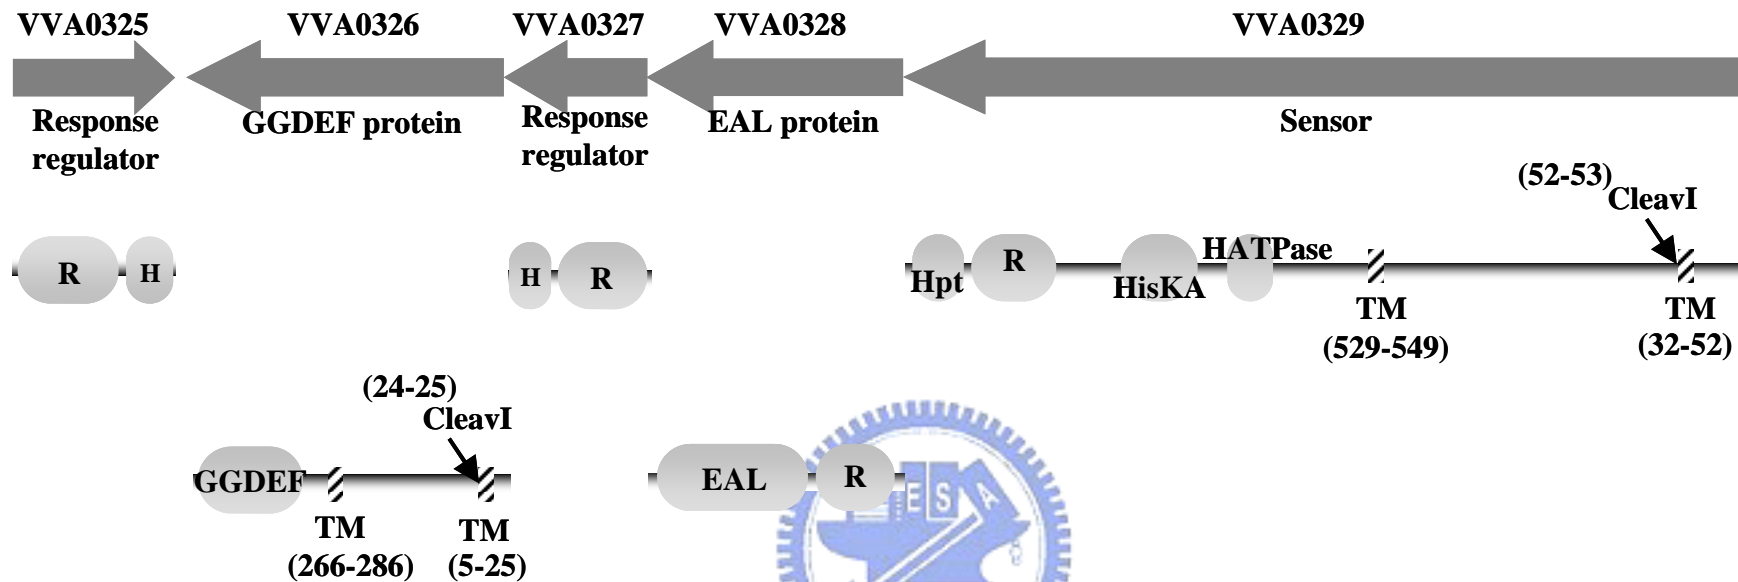 VVA0325 VVA0326 VVA0327 VVA0328 VVA0329
Response regulator
GGDEF protein
Response regulator
EAL protein
Sensor
(52-53)
CleavI
R H
H R
Hpt R HisKA HATPase
TM
(529-549)
TM
(32-52)
(24-25)
CleavI
GGDEF
TM
(266-286)
TM
(5-25)
EAL R
E S A